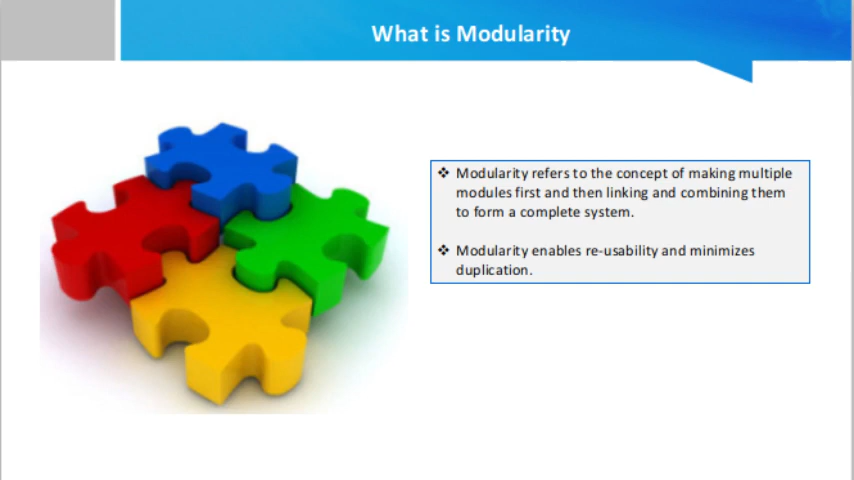 What is Modularity
❖ Modularity refers to the concept of making multiple
modules first and then linking and combining them
to form a complete system.
❖ Modularity enables re-usability and minimizes
duplication.